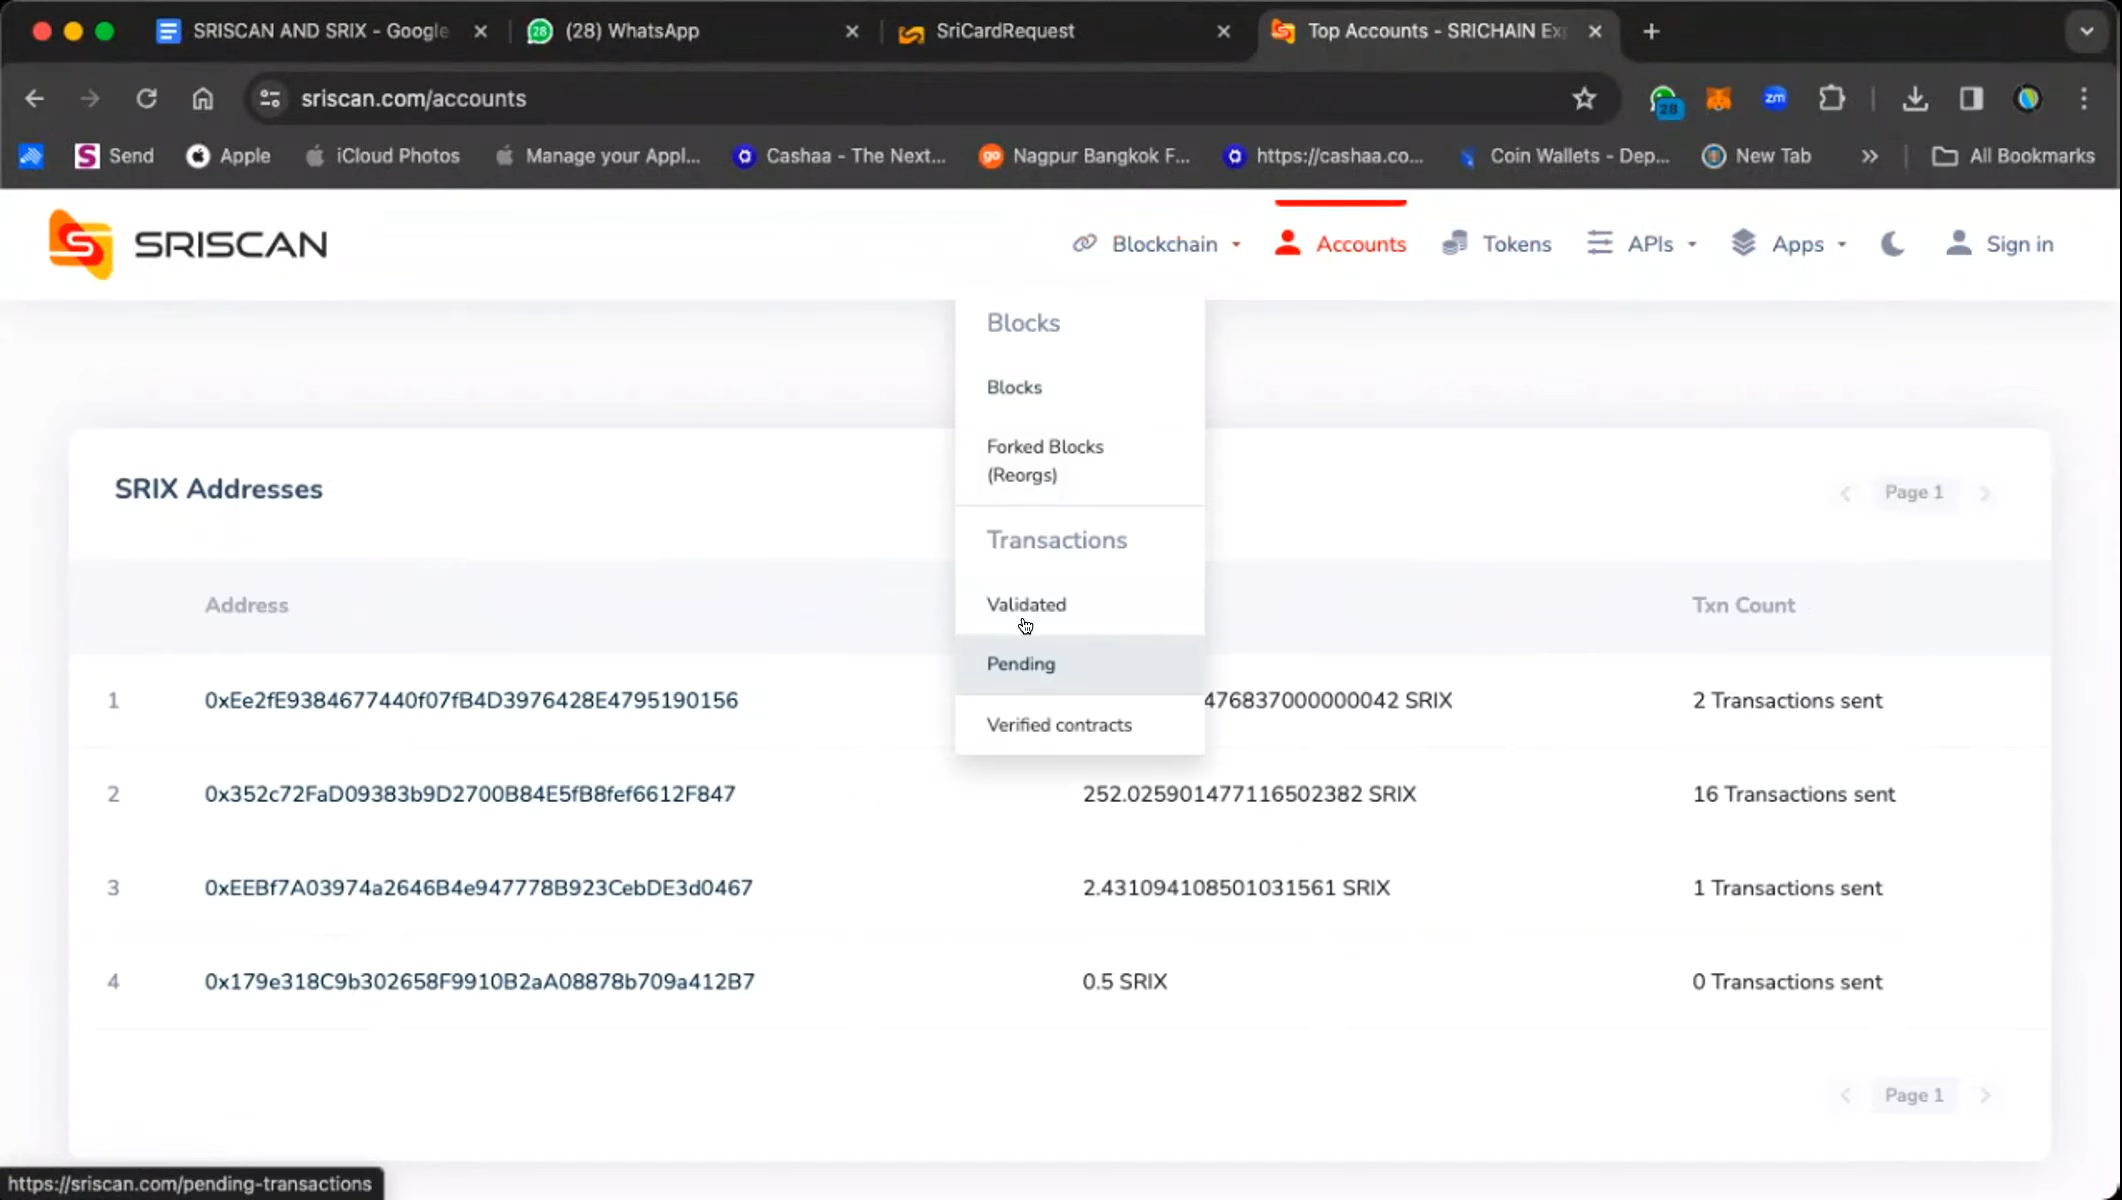 SRISCAN AND SRIX - Google
(28) WhatsApp
SriCardRequest
Top Accounts - SRICHAIN Ex
sriscan.com/accounts
28
zm
Send
Apple
iCloud Photos
Manage your Appl...
Cashaa - The Next...
go
Nagpur Bangkok F...
https://cashaa.co...
Coin Wallets - Dep...
New Tab
All Bookmarks
SRISCAN
Blockchain
Accounts
Tokens
APIs
Apps
Sign in
Blocks
Blocks
Forked Blocks
(Reorgs)
Transactions
Validated
Pending
Verified contracts
SRIX Addresses
Page 1
Address
Txn Count
1 0xEe2fE9384677440f07fB4D3976428E4795190156 476837000000042 SRIX 2 Transactions sent
2 0x352c72FaD09383b9D2700B84E5fB8fef6612F847 252.025901477116502382 SRIX 16 Transactions sent
3 0xEEBf7A03974a2646B4e947778B923CebDE3d0467 2.431094108501031561 SRIX 1 Transactions sent
4 0x179e318C9b302658F9910B2aA08878b709a412B7 0.5 SRIX 0 Transactions sent
Page 1
https://sriscan.com/pending-transactions